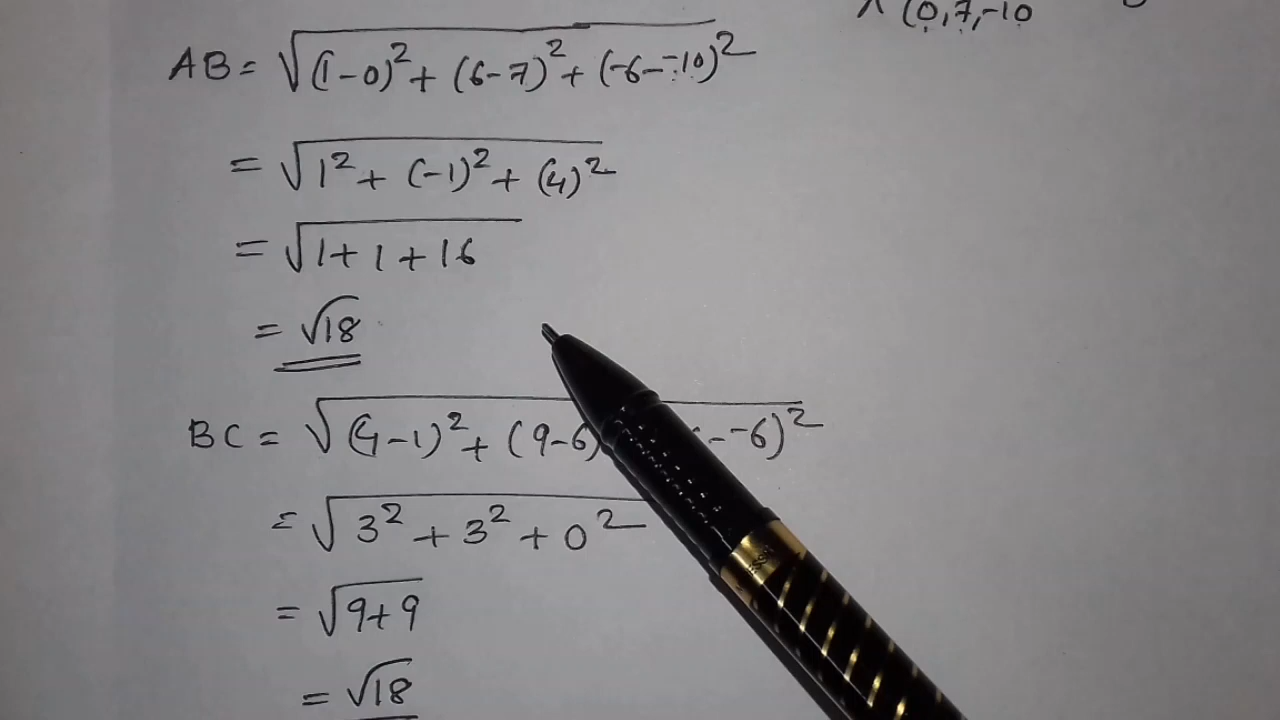 A (0,7,-10
AB = √(1-0)² + (6-7)² + (-6--10)²
= √1² + (-1)² + (4)²
= √1+1+16
= √18
BC = √(4-1)² + (9-6) - -6)²
= √3² + 3² + 0²
= √9+9
= √18